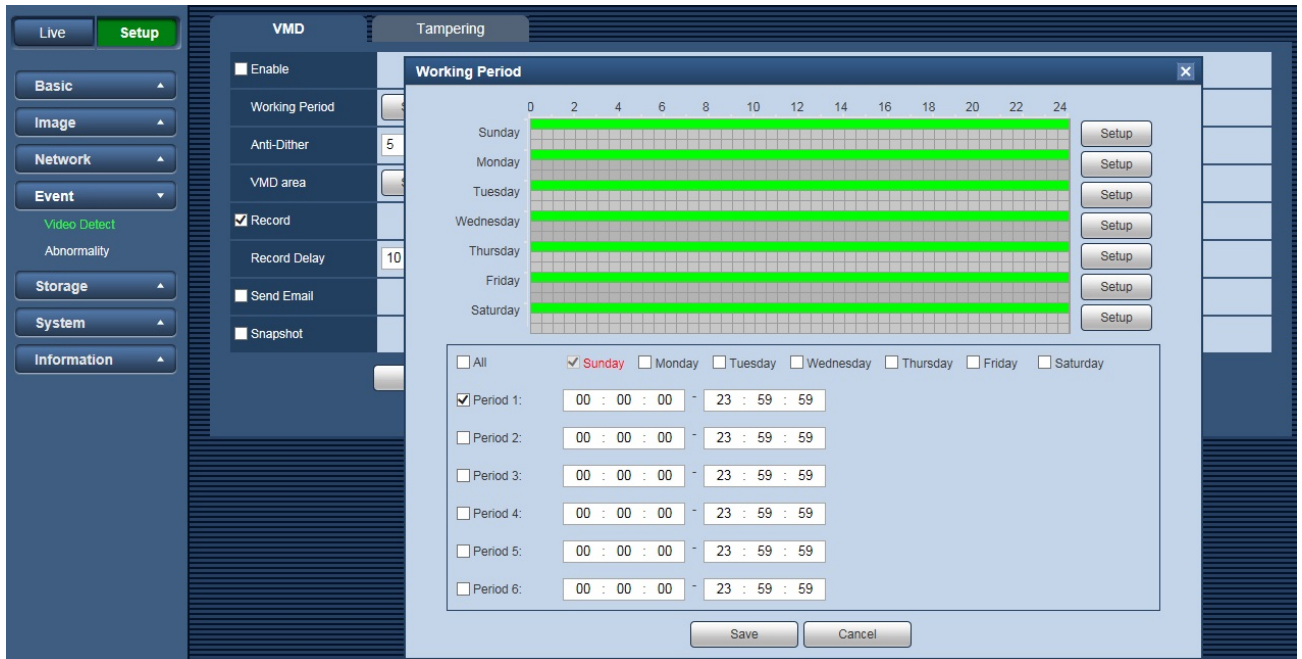 Live Setup
Basic
Image
Network
Event
Video Detect
Abnormality
Storage
System
Information
VMD Tampering
Enable
Working Period
Anti-Dither 5
VMD area
Record
Record Delay 10
Send Email
Snapshot
Working Period
0 2 4 6 8 10 12 14 16 18 20 22 24
Sunday Setup
Monday Setup
Tuesday Setup
Wednesday Setup
Thursday Setup
Friday Setup
Saturday Setup
All Sunday Monday Tuesday Wednesday Thursday Friday Saturday
Period 1: 00 : 00 : 00 - 23 : 59 : 59
Period 2: 00 : 00 : 00 - 23 : 59 : 59
Period 3: 00 : 00 : 00 - 23 : 59 : 59
Period 4: 00 : 00 : 00 - 23 : 59 : 59
Period 5: 00 : 00 : 00 - 23 : 59 : 59
Period 6: 00 : 00 : 00 - 23 : 59 : 59
Save Cancel